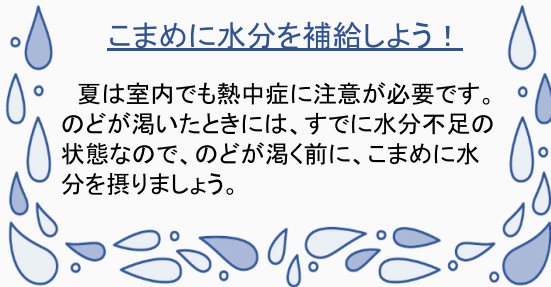 こまめに水分を補給しよう！
夏は室内でも熱中症に注意が必要です。
のどが渇いたときには、すでに水分不足の
状態なので、のどが渇く前に、こまめに水
分を摂りましょう。